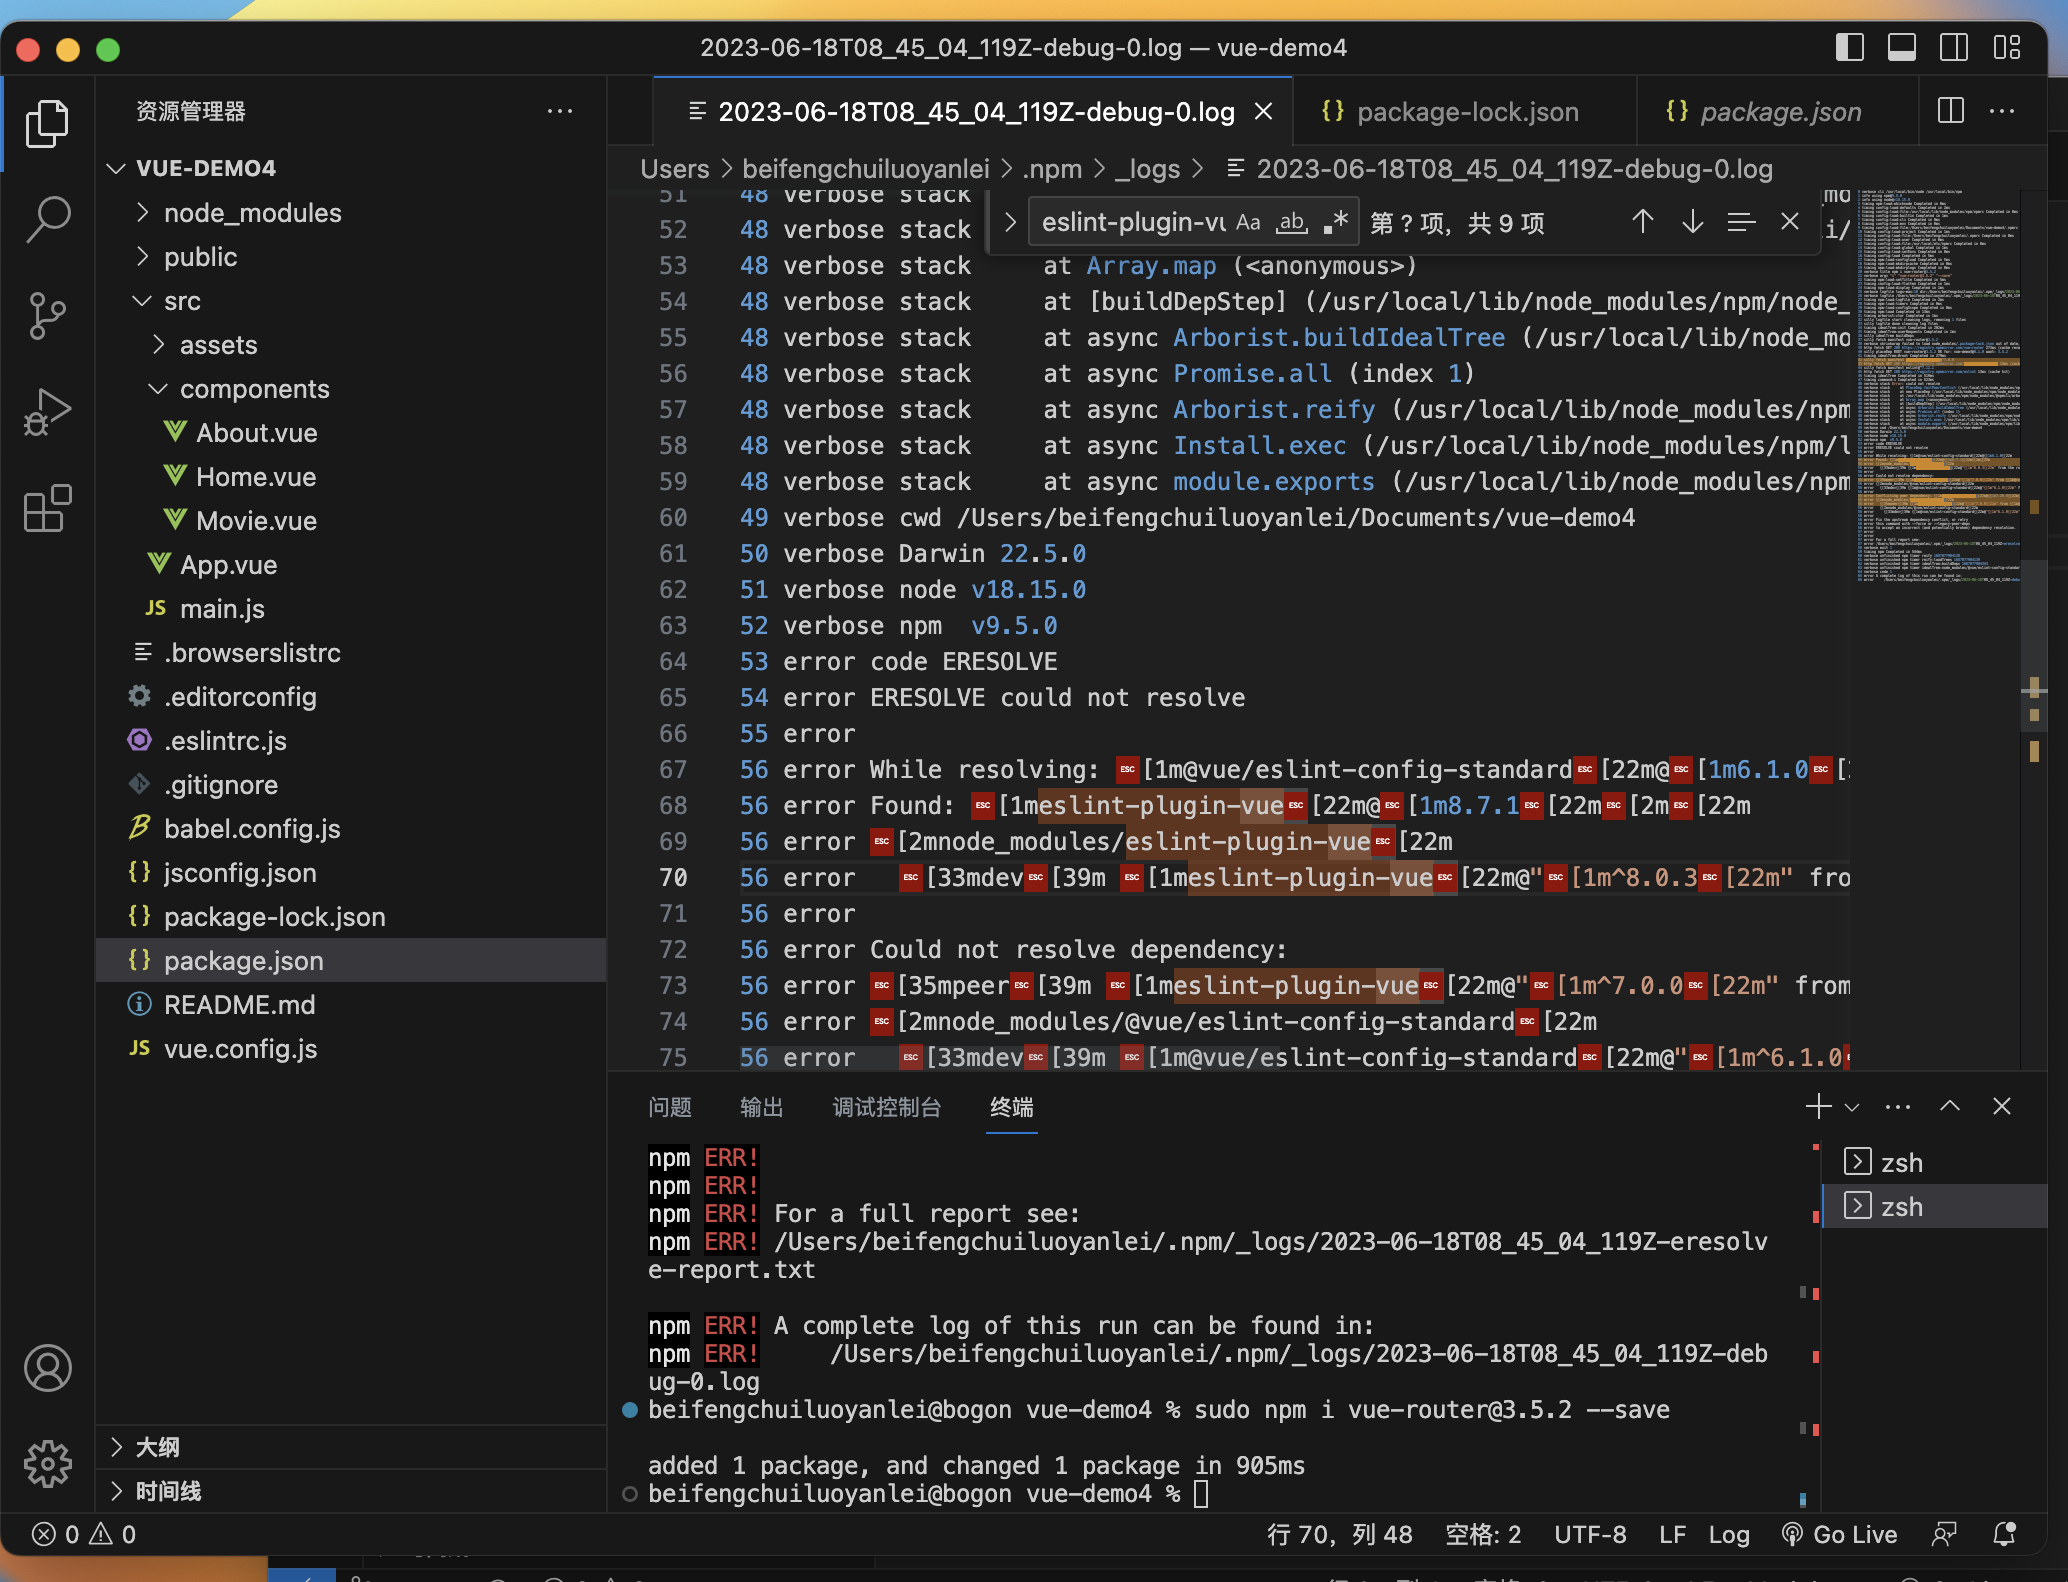 2023-06-18T08_45_04_119Z-debug-0.log — vue-demo4
资源管理器
VUE-DEMO4
node_modules
public
src
assets
components
About.vue
Home.vue
Movie.vue
App.vue
JS main.js
.browserslistrc
.editorconfig
.eslintrc.js
.gitignore
babel.config.js
{} jsconfig.json
{} package-lock.json
{} package.json
README.md
JS vue.config.js
大纲
时间线
2023-06-18T08_45_04_119Z-debug-0.log
{} package-lock.json
{} package.json
Users > beifengchuiluoyanlei > .npm > _logs > 2023-06-18T08_45_04_119Z-debug-0.log
eslint-plugin-vu Aa ab .* 第 ? 项, 共 9 项
51 48 verbose stack
52 48 verbose stack
53 48 verbose stack     at Array.map (<anonymous>)
54 48 verbose stack     at [buildDepStep] (/usr/local/lib/node_modules/npm/node_
55 48 verbose stack     at async Arborist.buildIdealTree (/usr/local/lib/node_mo
56 48 verbose stack     at async Promise.all (index 1)
57 48 verbose stack     at async Arborist.reify (/usr/local/lib/node_modules/npm
58 48 verbose stack     at async Install.exec (/usr/local/lib/node_modules/npm/l
59 48 verbose stack     at async module.exports (/usr/local/lib/node_modules/npm
60 49 verbose cwd /Users/beifengchuiluoyanlei/Documents/vue-demo4
61 50 verbose Darwin 22.5.0
62 51 verbose node v18.15.0
63 52 verbose npm  v9.5.0
64 53 error code ERESOLVE
65 54 error ERESOLVE could not resolve
66 55 error
67 56 error While resolving: ESC[1m@vue/eslint-config-standardESC[22m@ESC[1m6.1.0ESC[
68 56 error Found: ESC[1meslint-plugin-vueESC[22m@ESC[1m8.7.1ESC[22mESC[2mESC[22m
69 56 error ESC[2mnode_modules/eslint-plugin-vueESC[22m
70 56 error   ESC[33mdevESC[39m ESC[1meslint-plugin-vueESC[22m@"ESC[1m^8.0.3ESC[22m" fro
71 56 error
72 56 error Could not resolve dependency:
73 56 error ESC[35mpeerESC[39m ESC[1meslint-plugin-vueESC[22m@"ESC[1m^7.0.0ESC[22m" from
74 56 error ESC[2mnode_modules/@vue/eslint-config-standardESC[22m
75 56 error   ESC[33mdevESC[39m ESC[1m@vue/eslint-config-standardESC[22m@"ESC[1m^6.1.0
问题 输出 调试控制台 终端
npm ERR!
npm ERR!
npm ERR! For a full report see:
npm ERR! /Users/beifengchuiluoyanlei/.npm/_logs/2023-06-18T08_45_04_119Z-eresolv
e-report.txt
npm ERR! A complete log of this run can be found in:
npm ERR!     /Users/beifengchuiluoyanlei/.npm/_logs/2023-06-18T08_45_04_119Z-deb
ug-0.log
beifengchuiluoyanlei@bogon vue-demo4 % sudo npm i vue-router@3.5.2 --save
added 1 package, and changed 1 package in 905ms
beifengchuiluoyanlei@bogon vue-demo4 %
zsh
zsh
0 0 行 70, 列 48 空格: 2 UTF-8 LF Log Go Live